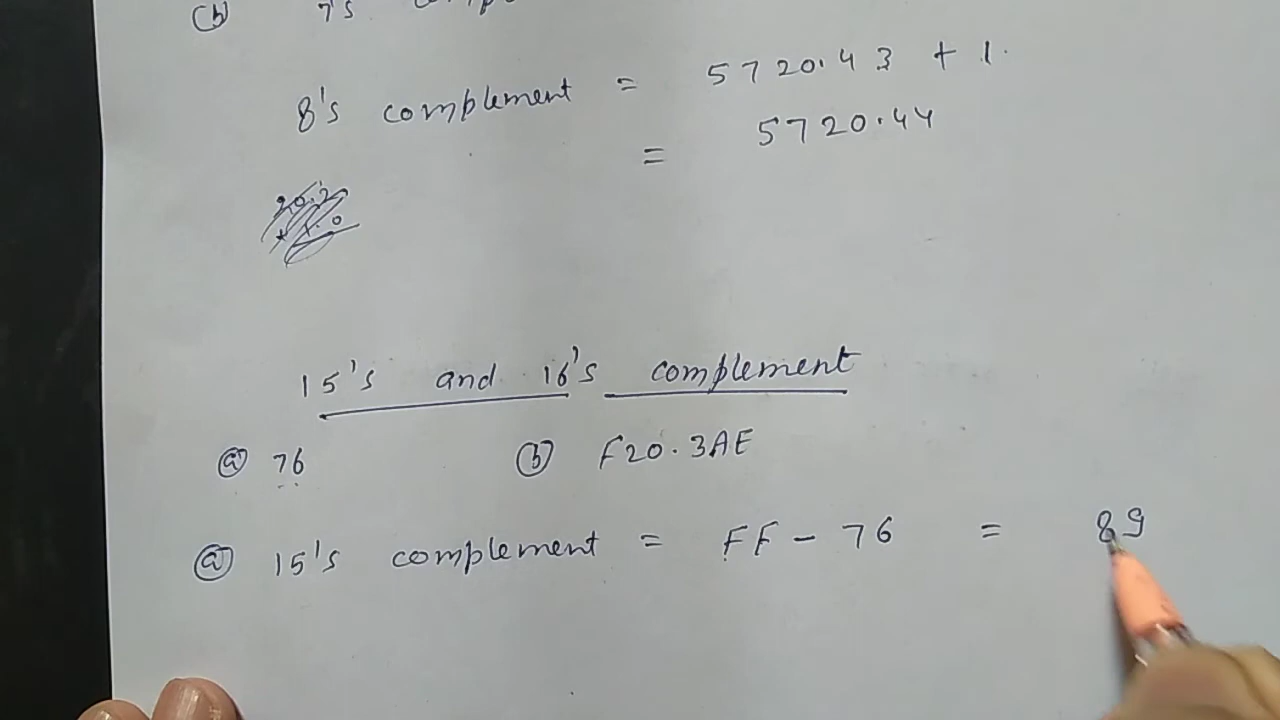 (b) 7's
8's complement = 5720.43 + 1.
= 5720.44
15's and 16's complement
(a) 76 (b) F20.3AE
(a) 15's complement = FF - 76 = 89